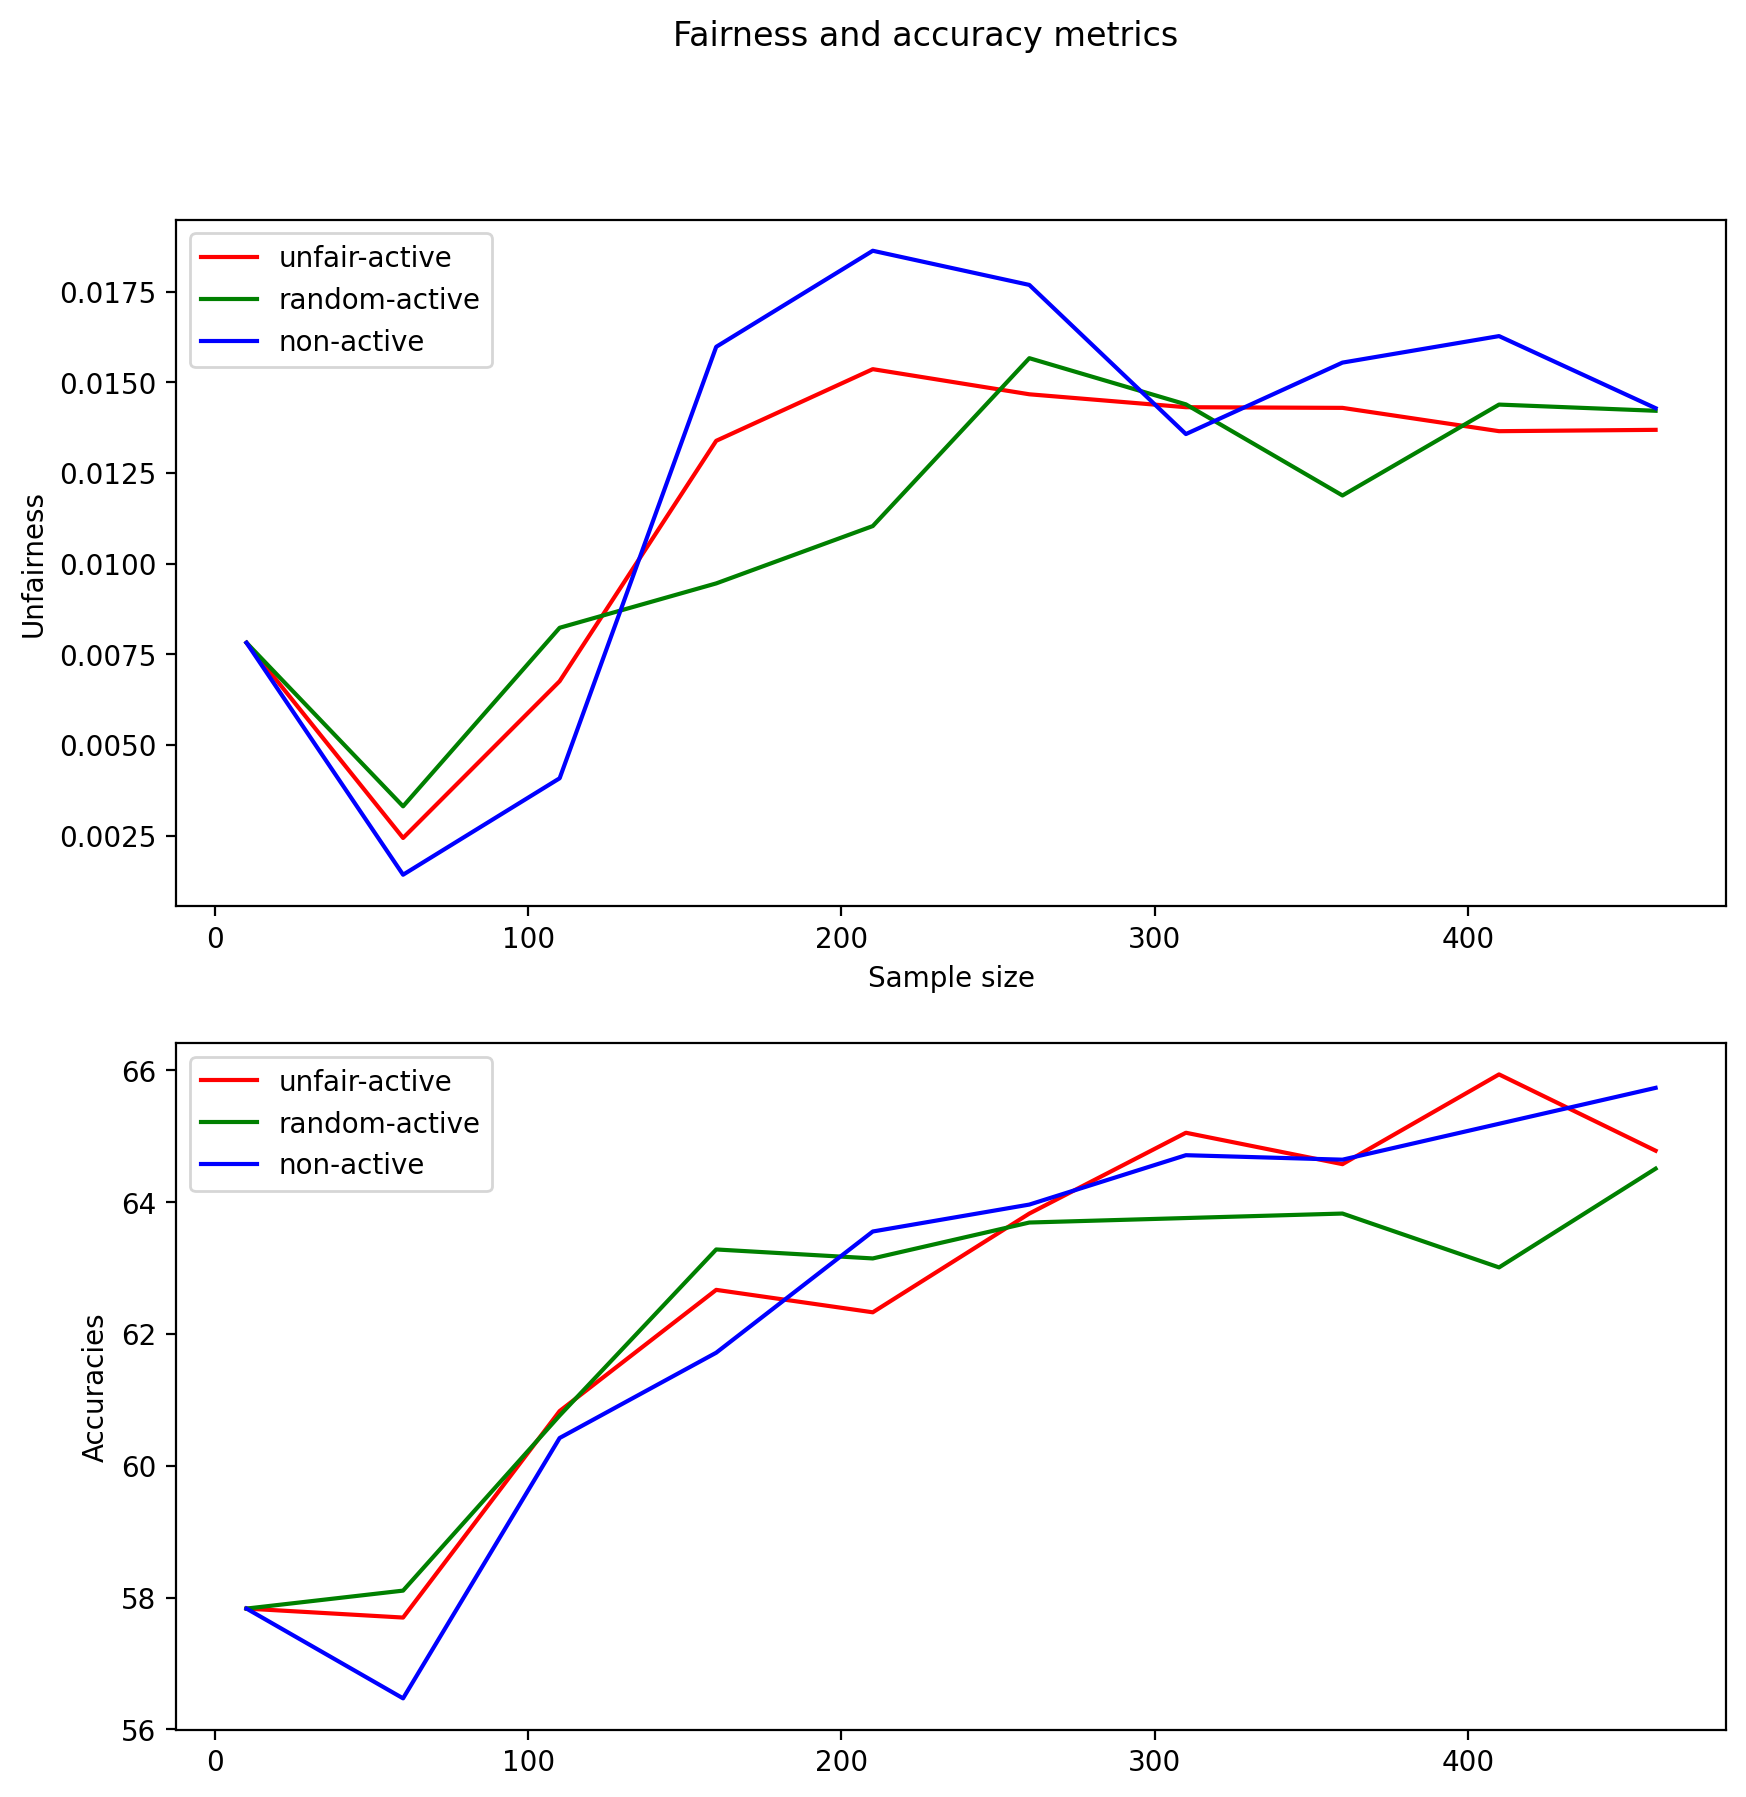 Fairness and accuracy metrics
unfair-active
random-active
non-active
0.0175
0.0150
0.0125
0.0100
0.0075
0.0050
0.0025
Unfairness
0 100 200 300 400
Sample size
unfair-active
random-active
non-active
66
64
62
60
58
56
Accuracies
0 100 200 300 400